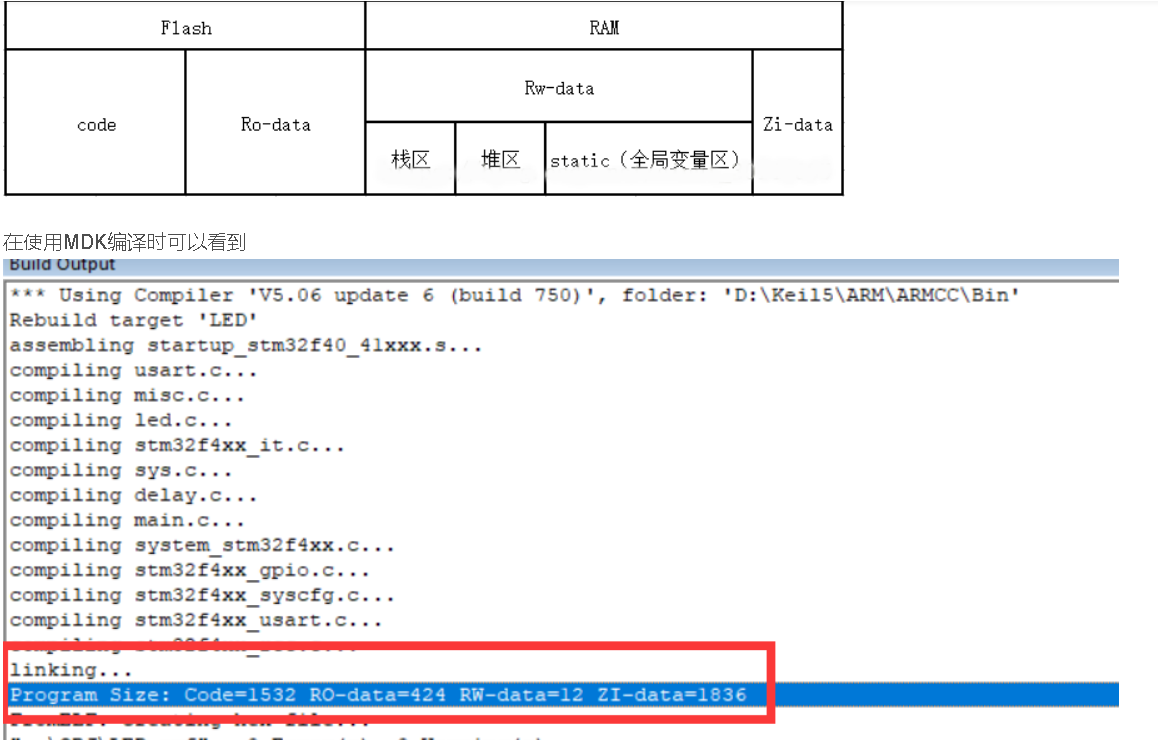 Flash RAM
Rw-data
code Ro-data Zi-data
栈区 堆区 static（全局变量区）
在使用MDK编译时可以看到
Build Output
*** Using Compiler 'V5.06 update 6 (build 750)', folder: 'D:\Keil5\ARM\ARMCC\Bin'
Rebuild target 'LED'
assembling startup_stm32f40_41xxx.s...
compiling usart.c...
compiling misc.c...
compiling led.c...
compiling stm32f4xx_it.c...
compiling sys.c...
compiling delay.c...
compiling main.c...
compiling system_stm32f4xx.c...
compiling stm32f4xx_gpio.c...
compiling stm32f4xx_syscfg.c...
compiling stm32f4xx_usart.c...
linking...
Program Size: Code=1532 RO-data=424 RW-data=12 ZI-data=1836